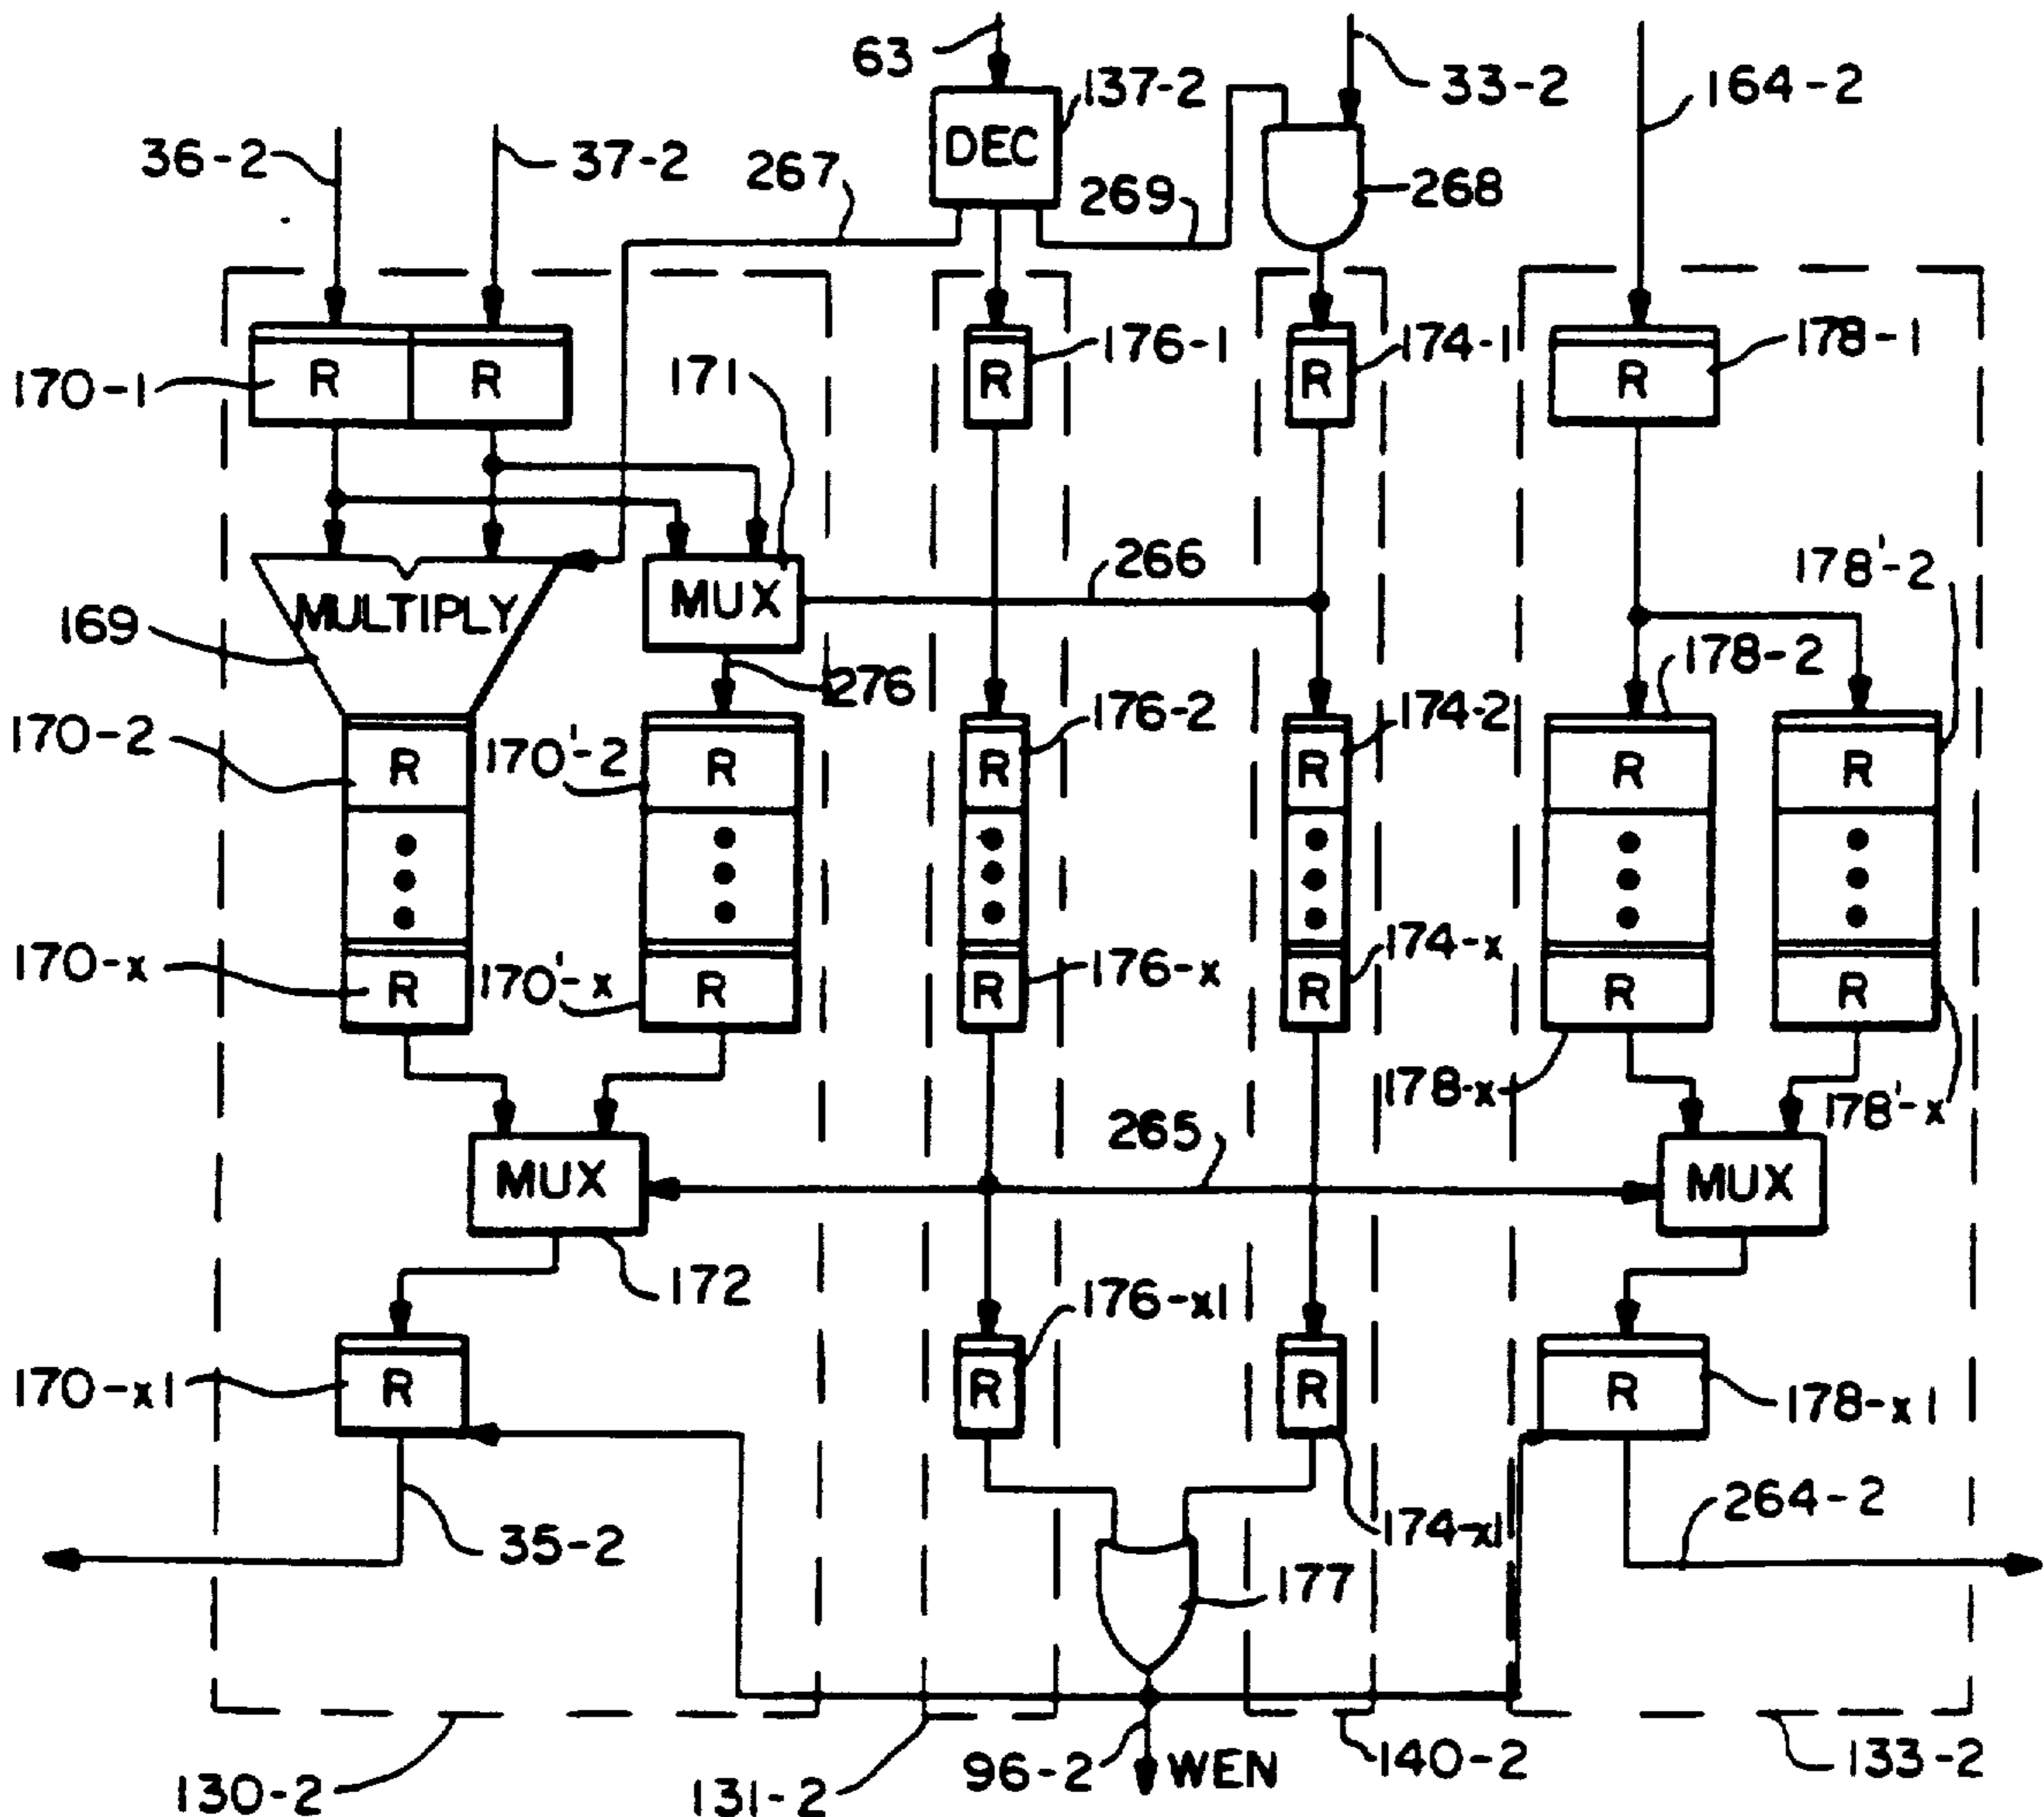 63
137-2
33-2
164-2
DEC
36-2
37-2
267
269
268
170-1
R
R
171
R
176-1
R
174-1
R
178-1
MULTIPLY
MUX
266
178'-2
169
276
178-2
170-2
R
170'-2
R
R
176-2
R
174-2
R
R
170-x
R
170'-x
R
R
176-x
R
174-x
R
R
178-x
178'-x
MUX
265
MUX
172
176-x1
170-x1
R
R
R
R
178-x1
35-2
174-x1
264-2
177
130-2
131-2
96-2
WEN
140-2
133-2